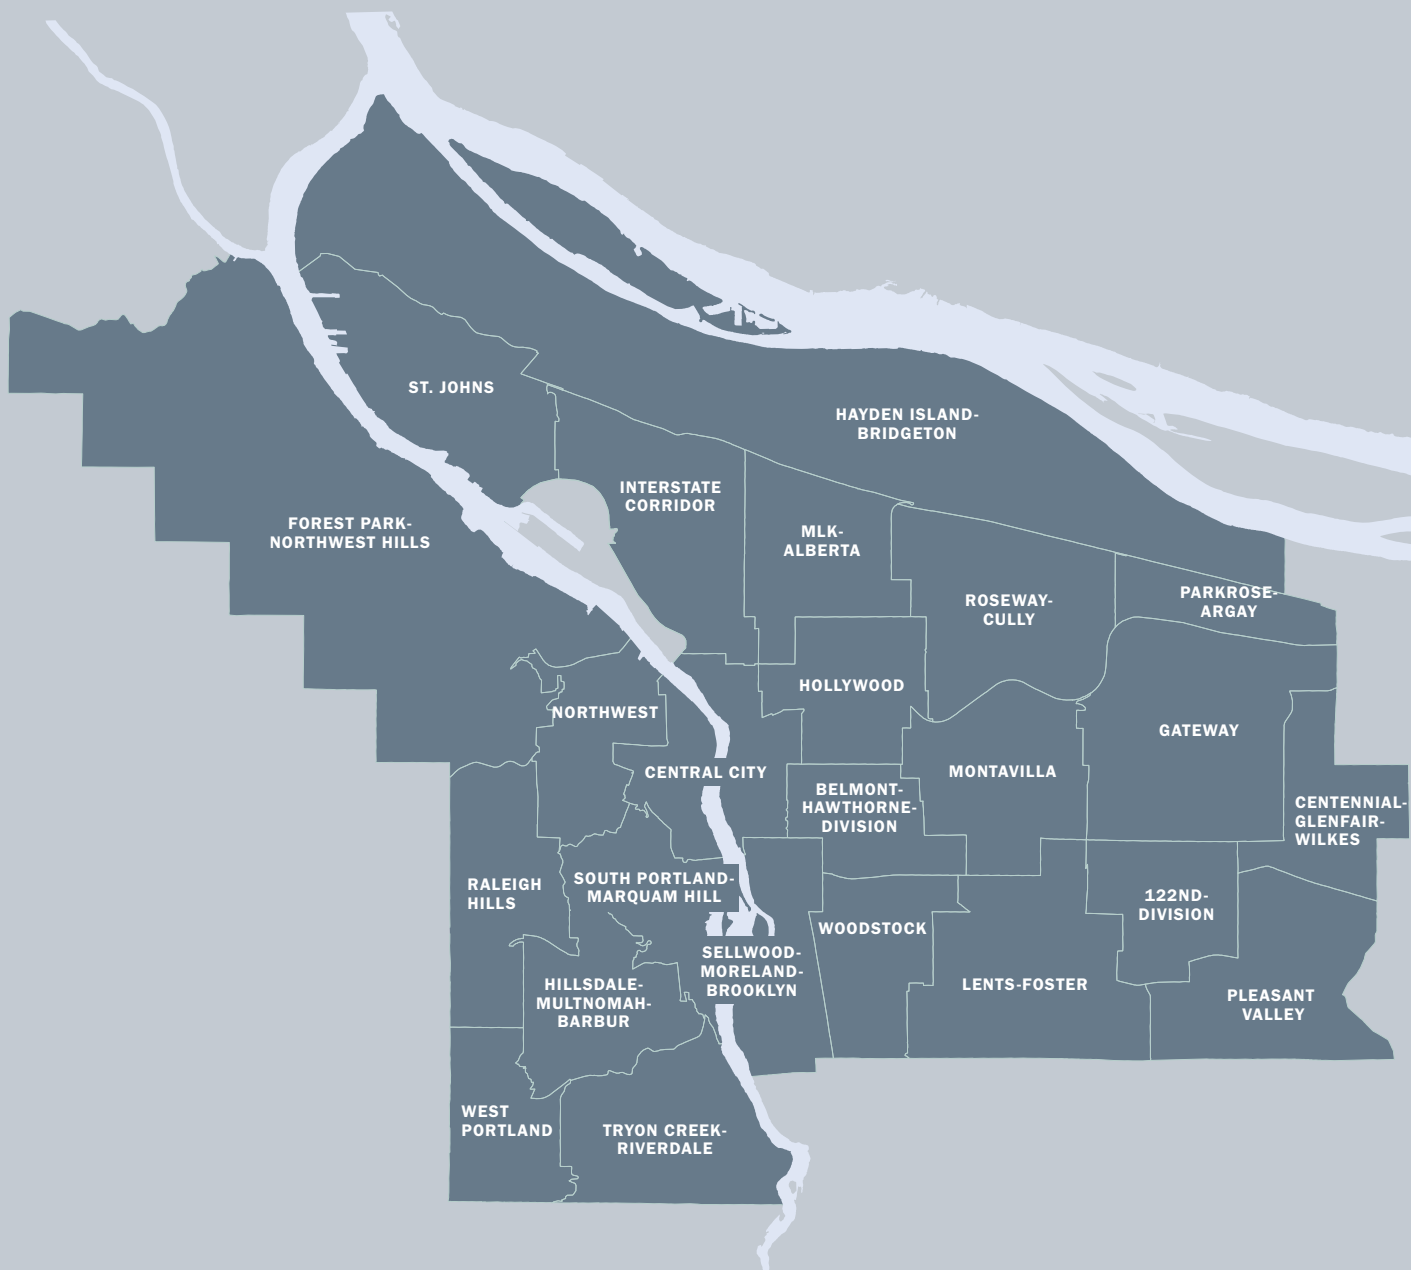 ST. JOHNS
HAYDEN ISLAND-
BRIDGETON
INTERSTATE
CORRIDOR
FOREST PARK-
NORTHWEST HILLS
MLK-
ALBERTA
ROSEWAY-
CULLY
PARKROSE-
ARGAY
HOLLYWOOD
NORTHWEST
GATEWAY
CENTRAL CITY
MONTAVILLA
BELMONT-
HAWTHORNE-
DIVISION
CENTENNIAL-
GLENFAIR-
WILKES
RALEIGH
HILLS
SOUTH PORTLAND-
MARQUAM HILL
122ND-
DIVISION
WOODSTOCK
SELLWOOD-
MORELAND-
BROOKLYN
HILLSDALE-
MULTNOMAH-
BARBUR
LENTS-FOSTER
PLEASANT
VALLEY
WEST
PORTLAND
TRYON CREEK-
RIVERDALE